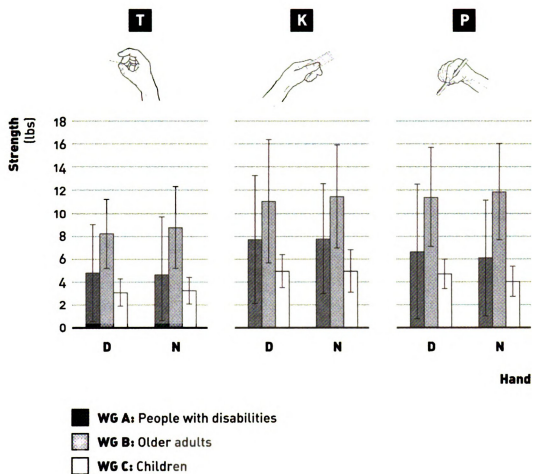 T K P
Strength
(lbs)
18
16
14
12
10
8
6
4
2
0
D N D N D N
Hand
WG A: People with disabilities
WG B: Older adults
WG C: Children